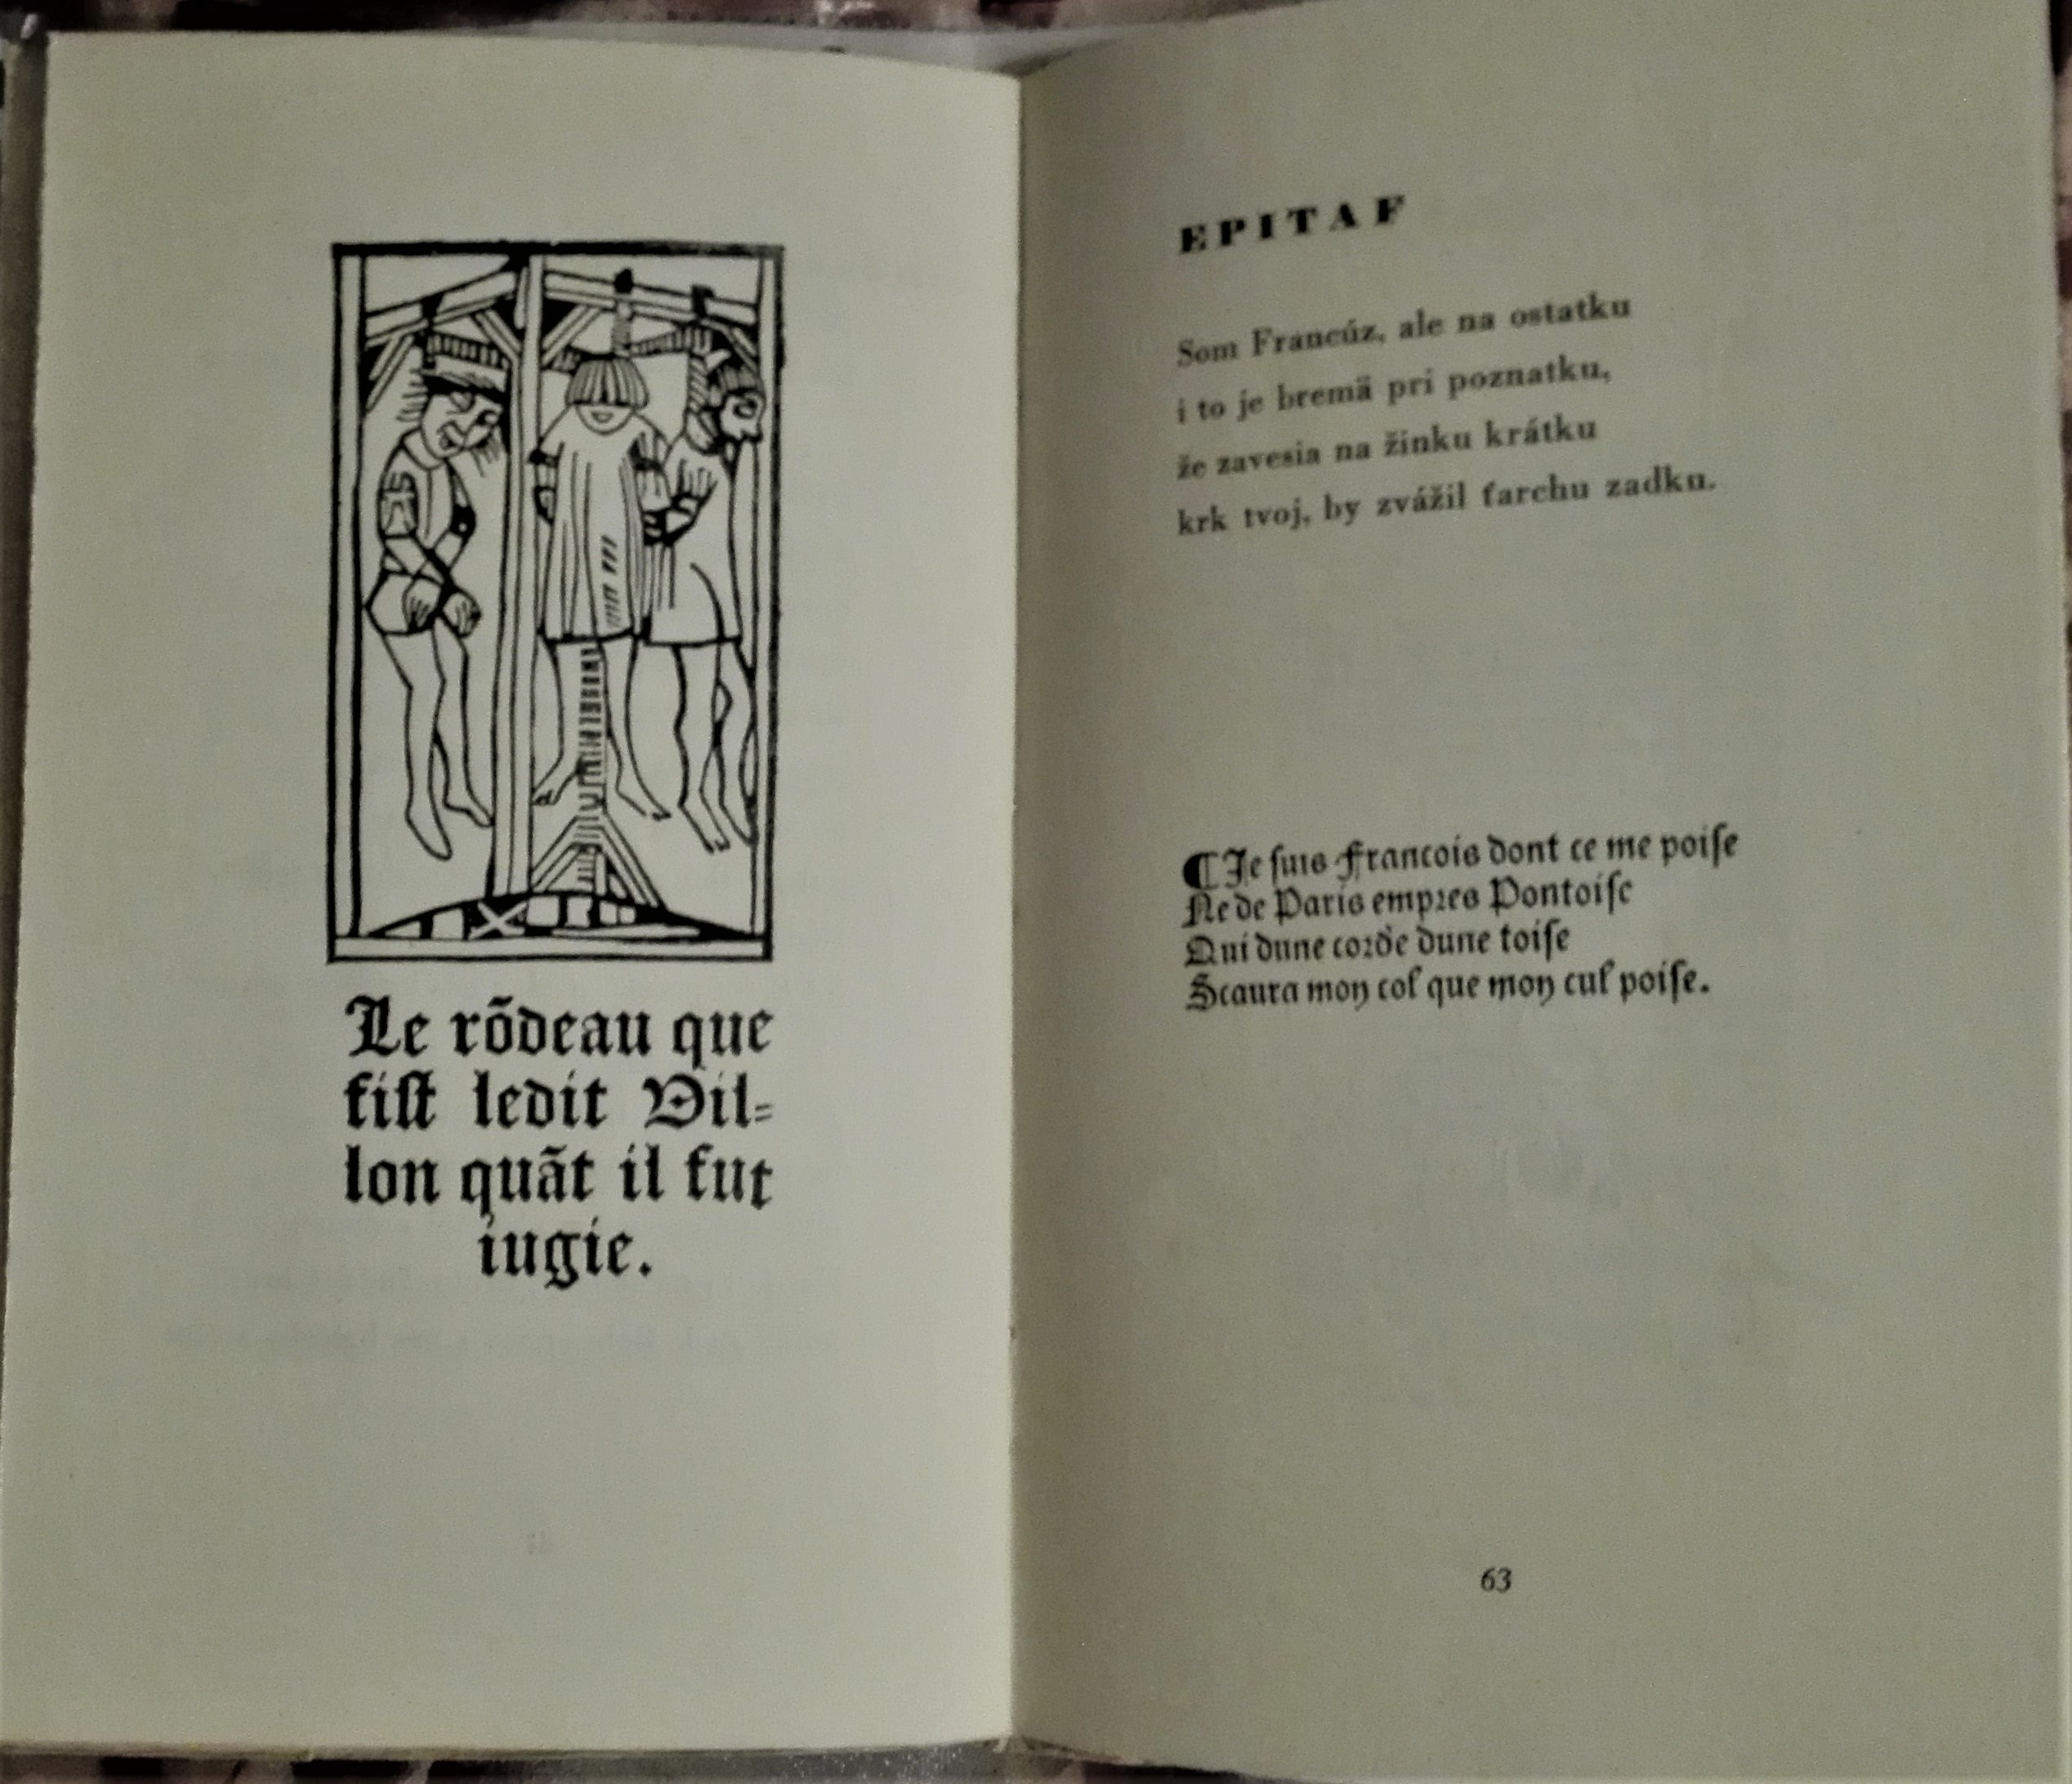 Le rõdeau que
fiſt ledit Vil=
lon quãt il fut
iugie.
EPITAF
Som Francúz, ale na ostatku
i to je bremä pri poznatku,
že zavesia na žinku krátku
krk tvoj, by zvážil ťarchu zadku.
¶Je ſuis Francois dont ce me poiſe
Ne de Paris empres Pontoiſe
Qui dune corde dune toiſe
Scaura mon col que mon cul poiſe.
63